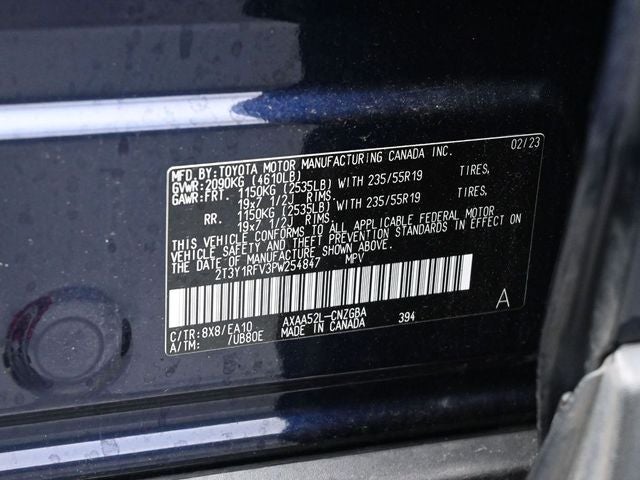 MFD. BY: TOYOTA MOTOR MANUFACTURING CANADA INC. 02/23
GVWR: 2090KG (4610LB)
GAWR: FRT. 1150KG (2535LB) WITH 235/55R19 TIRES,
19x7 1/2J RIMS.
RR. 1150KG (2535LB) WITH 235/55R19 TIRES,
19x7 1/2J RIMS.
THIS VEHICLE CONFORMS TO ALL APPLICABLE FEDERAL MOTOR
VEHICLE SAFETY AND THEFT PREVENTION STANDARDS IN EFFECT ON
THE DATE OF MANUFACTURE SHOWN ABOVE.
2T3Y1RFV3PW254847 MPV
C/TR: 8X8/EA10 AXAA52L-CNZGBA 394 A
A/TM: /UB80E MADE IN CANADA